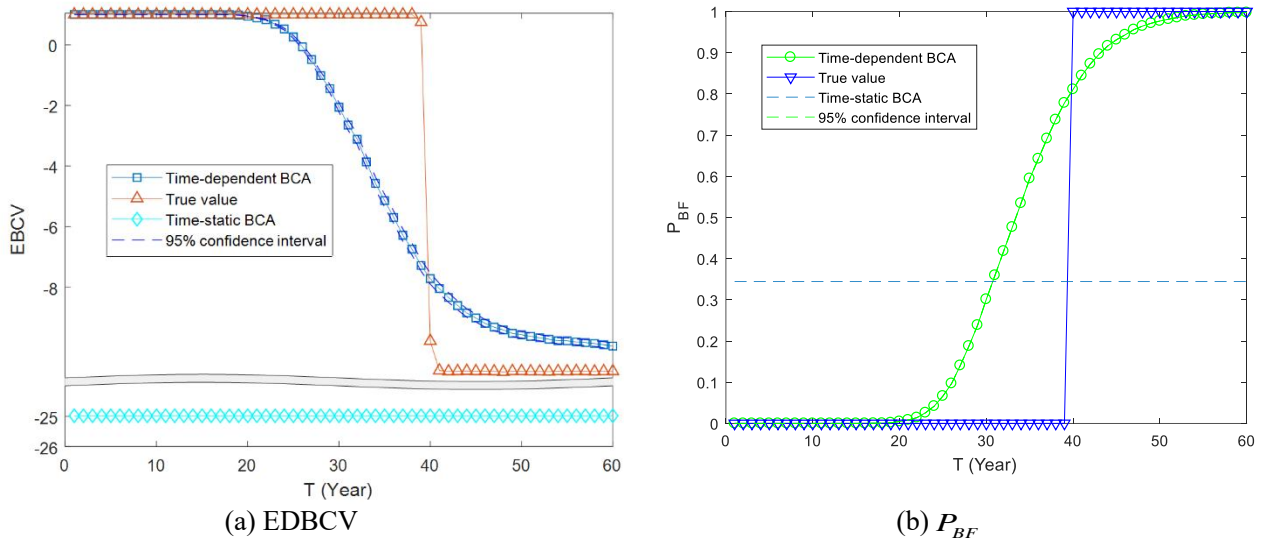 0
-2
-4
-6
-8
-25
-26
EBCV
Time-dependent BCA
True value
Time-static BCA
95% confidence interval
0 10 20 30 40 50 60
T (Year)
(a) EDBCV
1
0.9
0.8
0.7
0.6
0.5
0.4
0.3
0.2
0.1
0
P_BF
Time-dependent BCA
True value
Time-static BCA
95% confidence interval
0 10 20 30 40 50 60
T (Year)
(b) P_BF